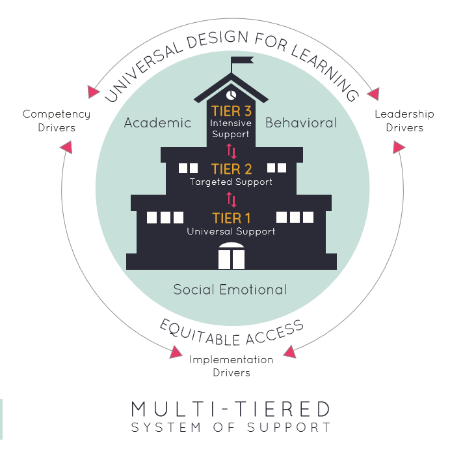 UNIVERSAL DESIGN FOR LEARNING
Competency
Drivers
Leadership
Drivers
Academic
Behavioral
TIER 3
Intensive
Support
TIER 2
Targeted Support
TIER 1
Universal Support
Social Emotional
EQUITABLE ACCESS
Implementation
Drivers
MULTI-TIERED
SYSTEM OF SUPPORT